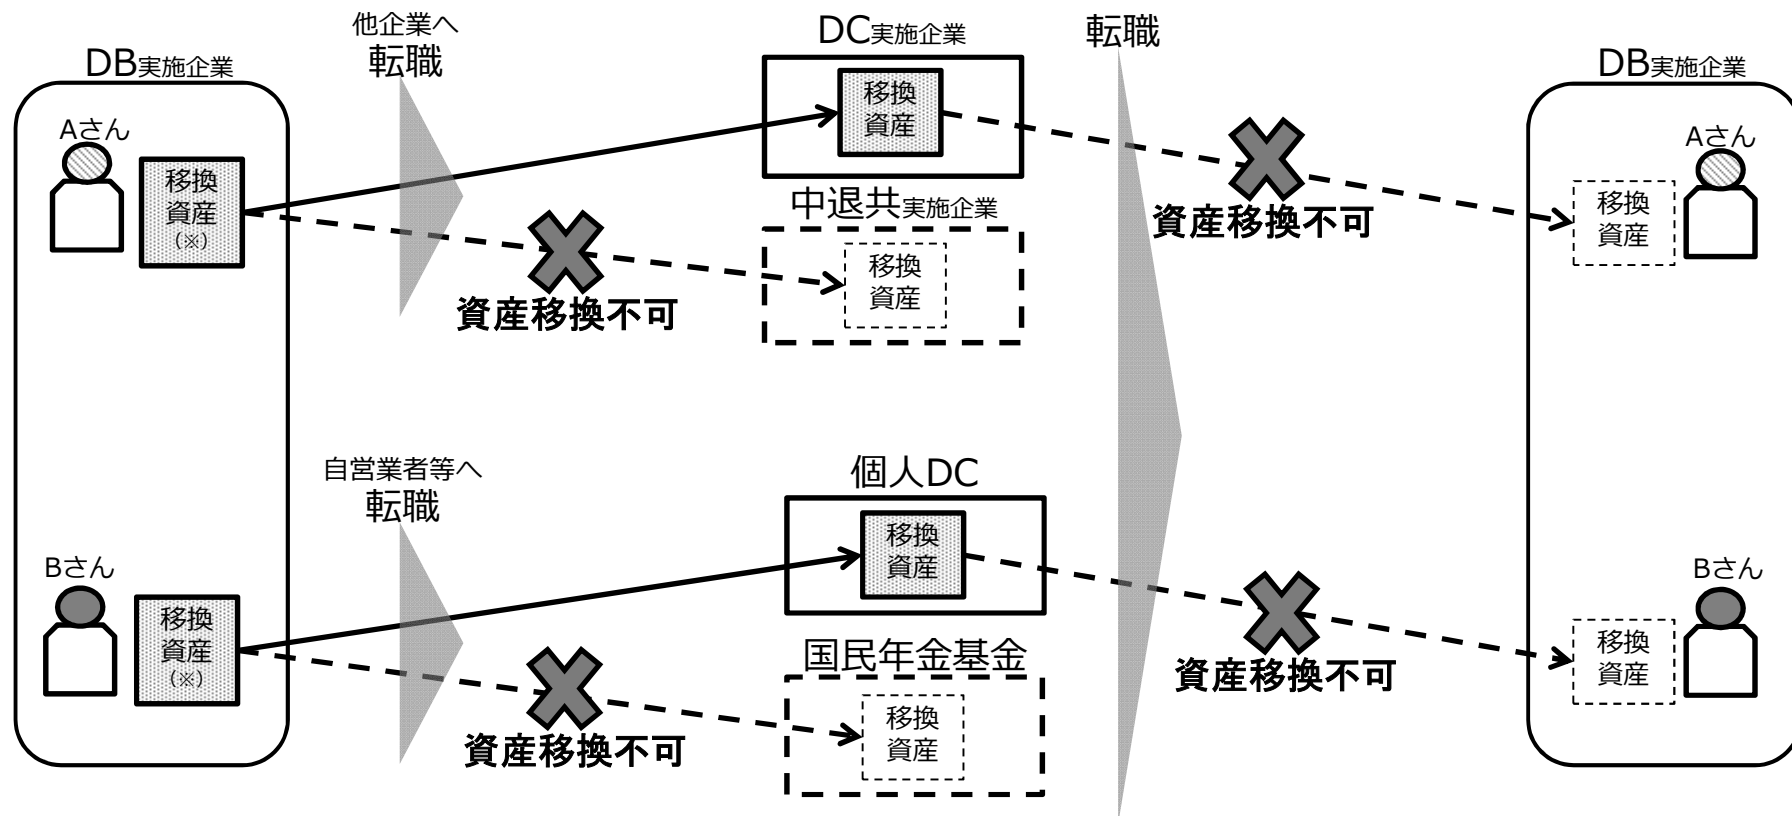 他企業へ
転職
DB実施企業
Aさん
移換
資産
(※)
DC実施企業
移換
資産
中退共実施企業
移換
資産
資産移換不可
転職
資産移換不可
DB実施企業
Aさん
移換
資産
自営業者等へ
転職
Bさん
移換
資産
(※)
個人DC
移換
資産
国民年金基金
移換
資産
資産移換不可
資産移換不可
Bさん
移換
資産